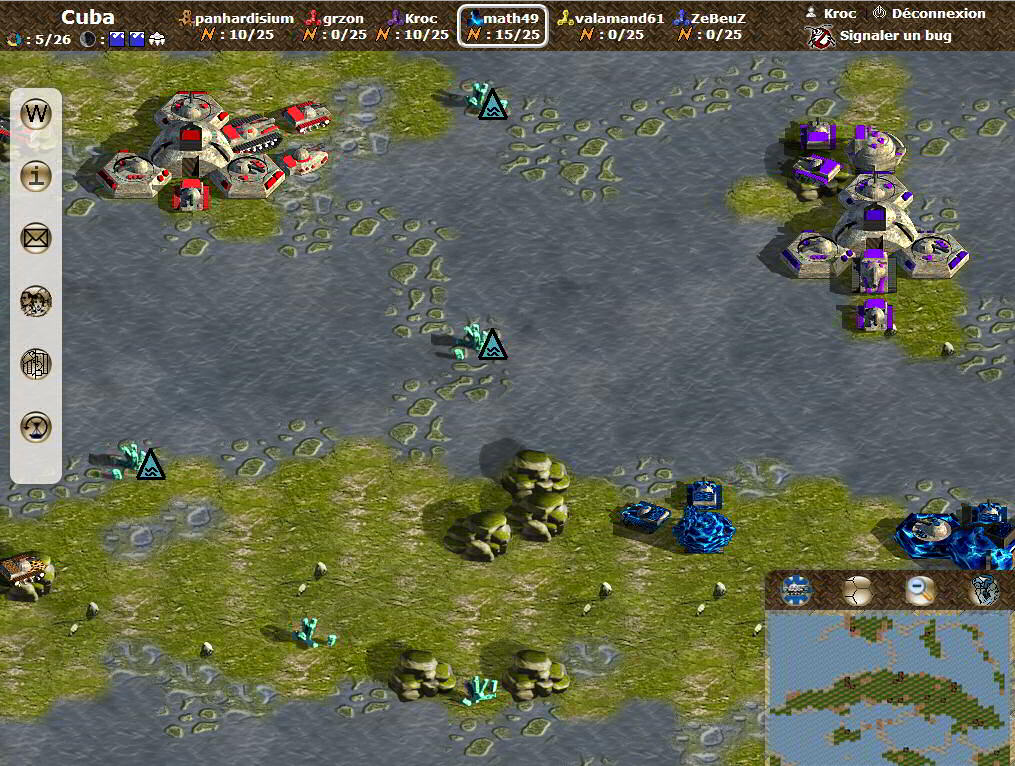 Cuba
: 5/26 :
panhardisium
: 10/25
grzon
: 0/25
Kroc
: 10/25
math49
: 15/25
valamand61
: 0/25
ZeBeuZ
: 0/25
Kroc
Déconnexion
Signaler un bug
W
i